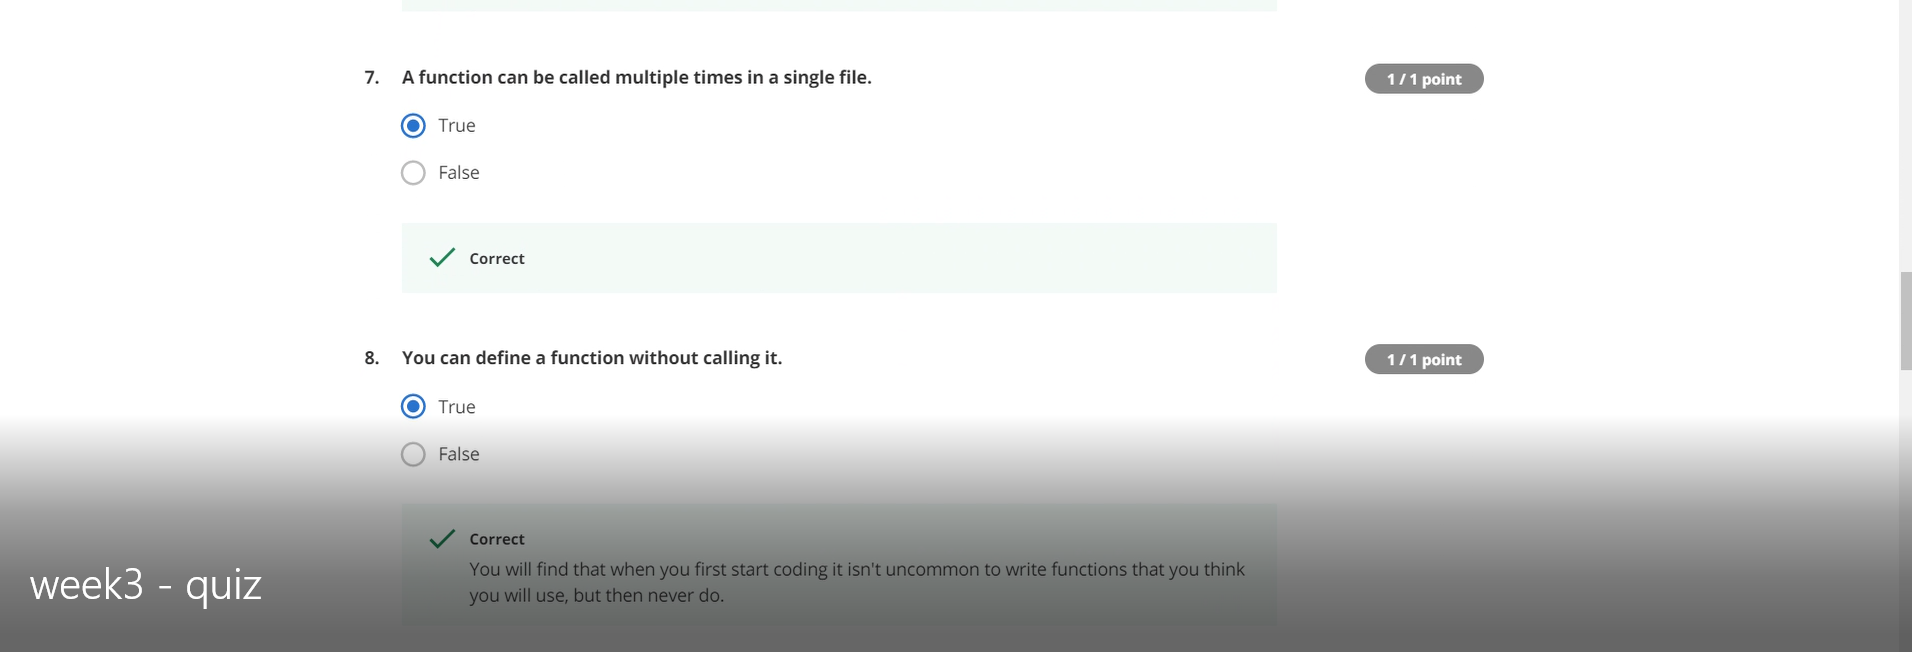 7. A function can be called multiple times in a single file.
1 / 1 point
True
False
Correct
8. You can define a function without calling it.
1 / 1 point
True
False
Correct
You will find that when you first start coding it isn't uncommon to write functions that you think
you will use, but then never do.
week3 - quiz